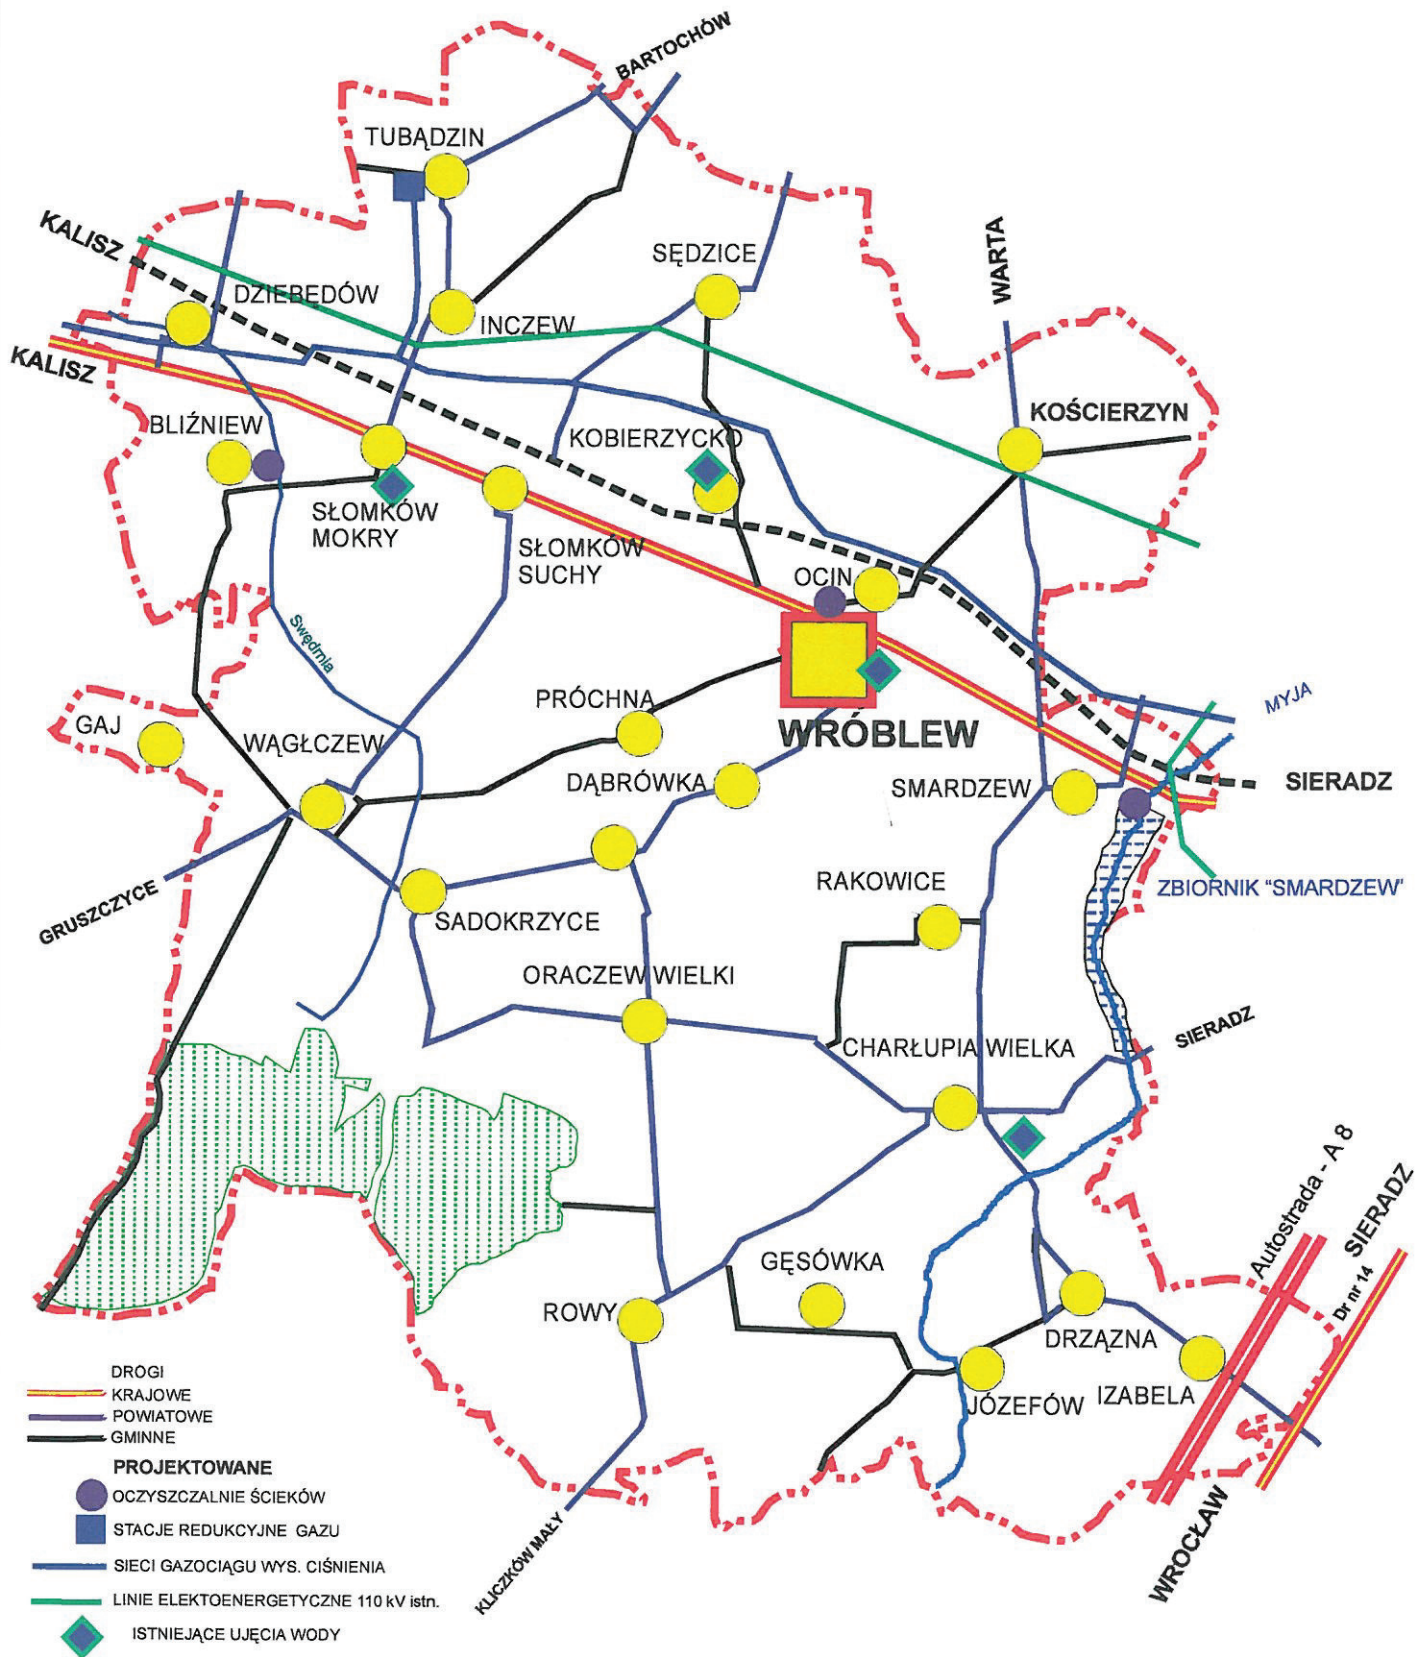 BARTOCHÓW
TUBĄDZIN
KALISZ
SĘDZICE
WARTA
DZIEBĘDÓW
INCZEW
KALISZ
BLIŹNIEW
KOBIERZYCKO
KOŚCIERZYN
SŁOMKÓW
MOKRY
SŁOMKÓW
SUCHY
OCIN
Swędrnia
PRÓCHNA
GAJ
WĄGŁCZEW
WRÓBLEW
MYJA
DĄBRÓWKA
SMARDZEW
SIERADZ
GRUSZCZYCE
SADOKRZYCE
RAKOWICE
ZBIORNIK "SMARDZEW"
ORACZEW WIELKI
CHARŁUPIA WIELKA
SIERADZ
Autostrada - A 8
SIERADZ
Dr nr 14
GĘSÓWKA
ROWY
DRZĄZNA
JÓZEFÓW
IZABELA
WROCŁAW
KLICZKÓW MAŁY
DROGI
KRAJOWE
POWIATOWE
GMINNE
PROJEKTOWANE
OCZYSZCZALNIE ŚCIEKÓW
STACJE REDUKCYJNE GAZU
SIECI GAZOCIĄGU WYS. CIŚNIENIA
LINIE ELEKTOENERGETYCZNE 110 kV istn.
ISTNIEJĄCE UJĘCIA WODY